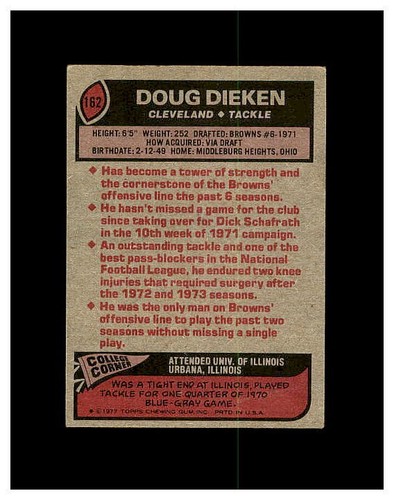 162
DOUG DIEKEN
CLEVELAND ♦ TACKLE
HEIGHT: 6'5" WEIGHT: 252 DRAFTED: BROWNS #6-1971
HOW ACQUIRED: VIA DRAFT
BIRTHDATE: 2-12-49 HOME: MIDDLEBURG HEIGHTS, OHIO
♦ Has become a tower of strength and
the cornerstone of the Browns'
offensive line the past 6 seasons.
♦ He hasn't missed a game for the club
since taking over for Dick Schafrath
in the 10th week of 1971 campaign.
♦ An outstanding tackle and one of the
best pass-blockers in the National
Football League, he endured two knee
injuries that required surgery after
the 1972 and 1973 seasons.
♦ He was the only man on Browns'
offensive line to play the past two
seasons without missing a single
play.
COLLEGE
CORNER
ATTENDED UNIV. OF ILLINOIS
URBANA, ILLINOIS
WAS A TIGHT END AT ILLINOIS, PLAYED
TACKLE FOR ONE QUARTER OF 1970
BLUE-GRAY GAME.
© 1977 TOPPS CHEWING GUM, INC. PRTD. IN U.S.A.